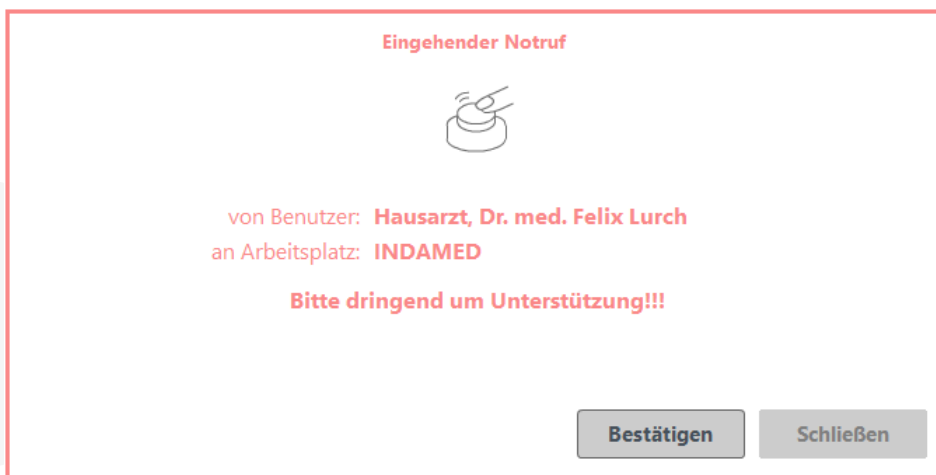 Eingehender Notruf
von Benutzer: Hausarzt, Dr. med. Felix Lurch
an Arbeitsplatz: INDAMED
Bitte dringend um Unterstützung!!!
Bestätigen Schließen